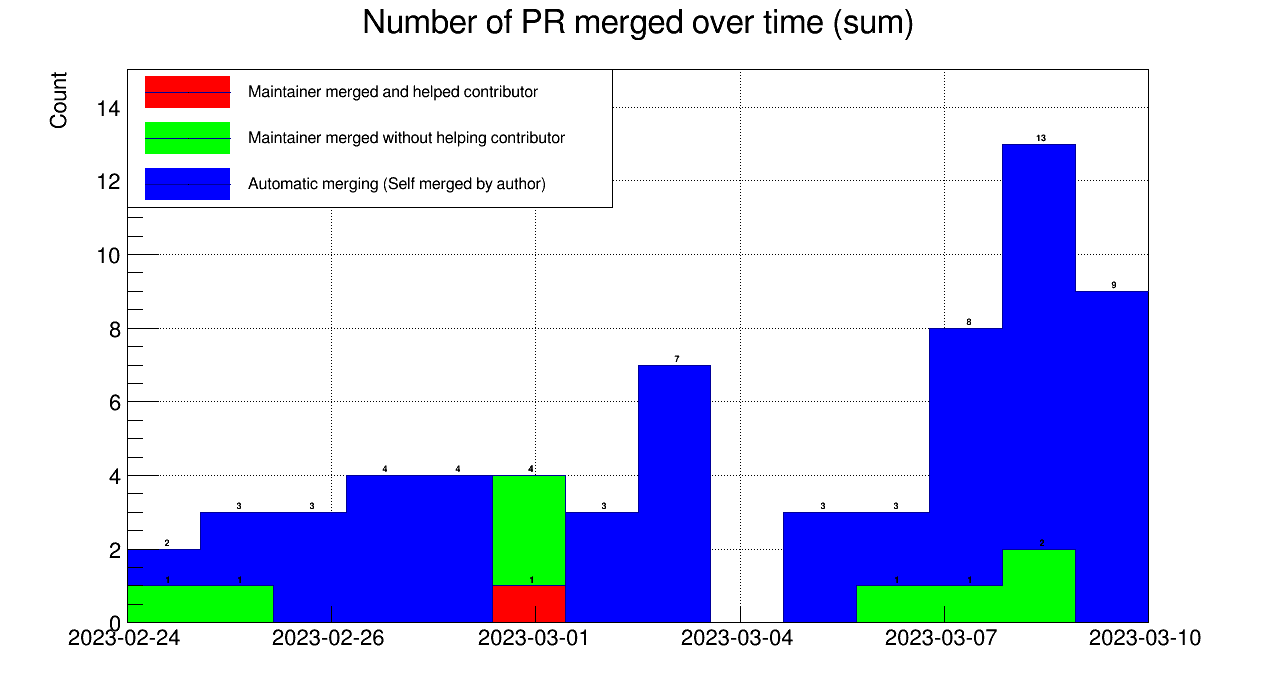 Number of PR merged over time (sum)
Count
Maintainer merged and helped contributor
Maintainer merged without helping contributor
Automatic merging (Self merged by author)
14
12
10
8
6
4
2
0
13
9
8
7
4 4 4
3 3 3 3 3
2 2
1 1 1 1 1
2023-02-24 2023-02-26 2023-03-01 2023-03-04 2023-03-07 2023-03-10